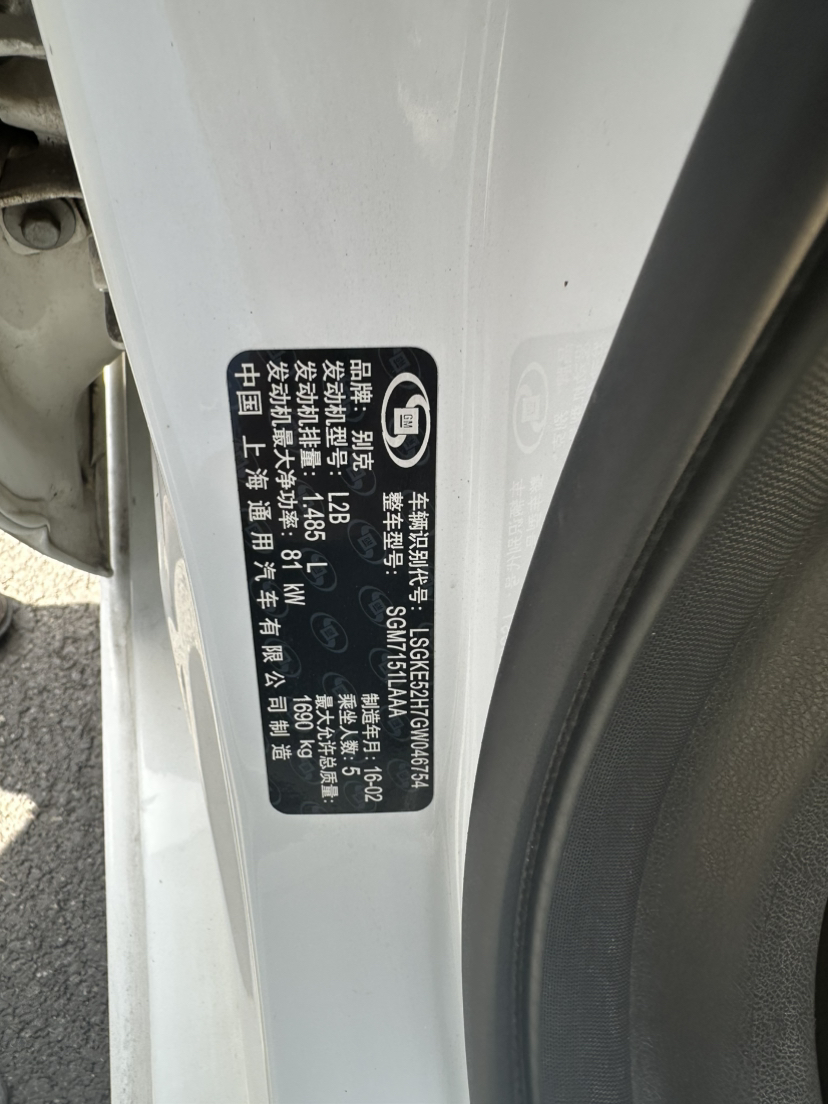 GM
车辆识别代号: LSGKE52H7GW046754
整车型号: SGM7151LAAA
品牌: 别克
制造年月: 16-02
发动机型号: L2B
乘坐人数: 5
发动机排量: 1.485 L
最大允许总质量:
发动机最大净功率: 81 kW
1690 kg
中国 上海通用汽车有限公司制造